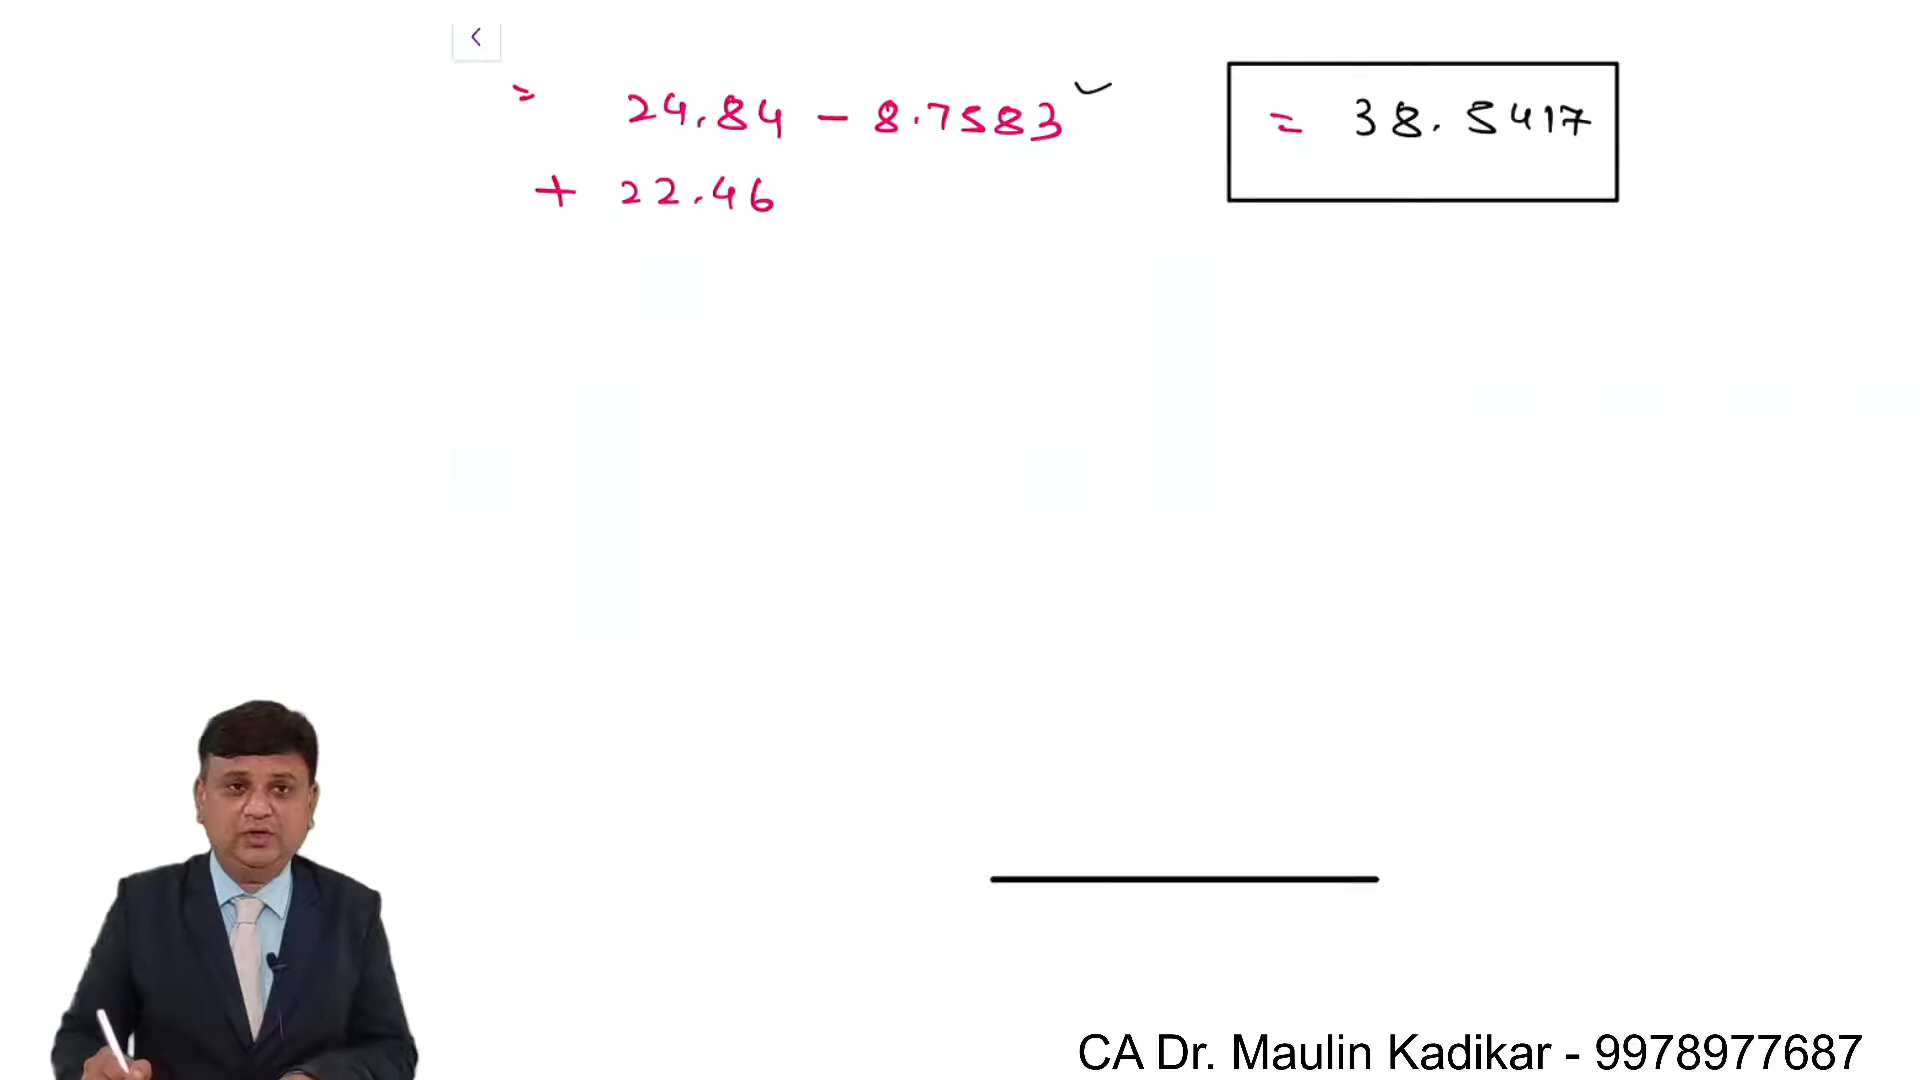 = 24.84 - 8.7583
+ 22.46
= 38.5417
CA Dr. Maulin Kadikar - 9978977687